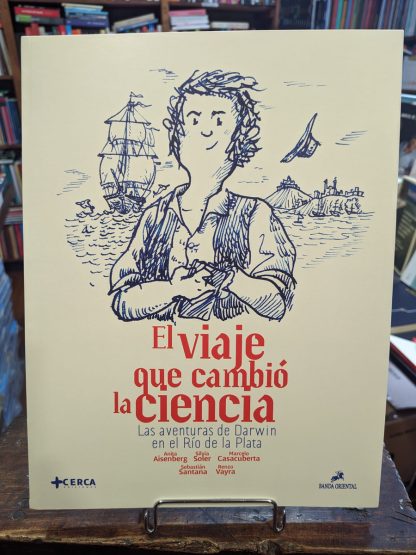 El viaje
que cambió
la ciencia
Las aventuras de Darwin
en el Río de la Plata
Anita Aisenberg Silvia Soler Marcelo Casacuberta
Sebastián Santana Renzo Vayra
+CERCA
BANDA ORIENTAL